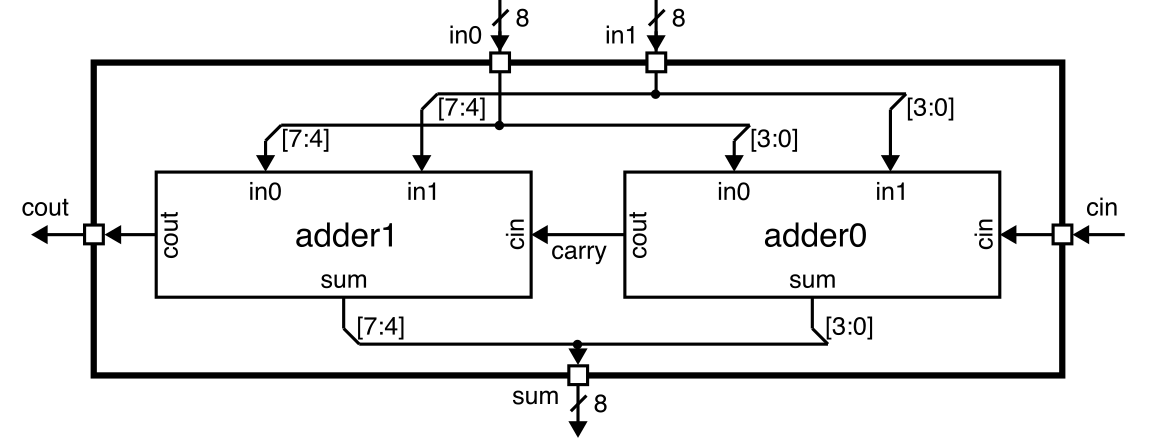 8 8
in0 in1
[7:4] [3:0]
[7:4] [3:0]
in0 in1 in0 in1
cout cin
cout adder1 cin cout adder0 cin
carry
sum sum
[7:4] [3:0]
sum 8